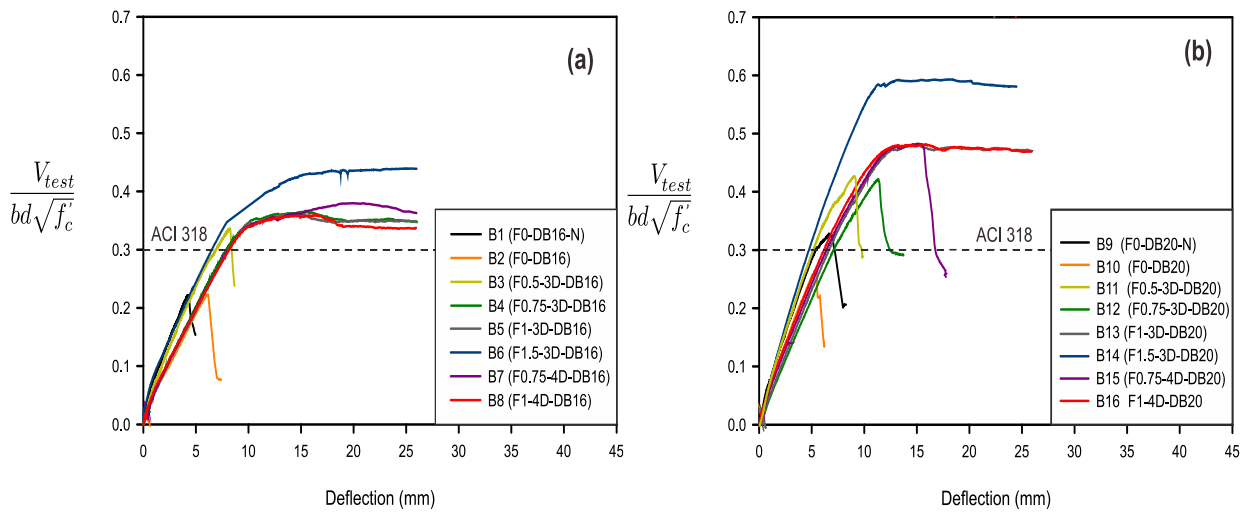 0.7
0.6
0.5
0.4
0.3
0.2
0.1
0.0
V_test
bd√f'c
(a)
ACI 318
B1 (F0-DB16-N)
B2 (F0-DB16)
B3 (F0.5-3D-DB16)
B4 (F0.75-3D-DB16
B5 (F1-3D-DB16)
B6 (F1.5-3D-DB16)
B7 (F0.75-4D-DB16)
B8 (F1-4D-DB16)
0 5 10 15 20 25 30 35 40 45
Deflection (mm)
0.7
0.6
0.5
0.4
0.3
0.2
0.1
0.0
V_test
bd√f'c
(b)
ACI 318
B9 (F0-DB20-N)
B10 (F0-DB20)
B11 (F0.5-3D-DB20)
B12 (F0.75-3D-DB20)
B13 (F1-3D-DB20)
B14 (F1.5-3D-DB20)
B15 (F0.75-4D-DB20)
B16 F1-4D-DB20
0 5 10 15 20 25 30 35 40 45
Deflection (mm)